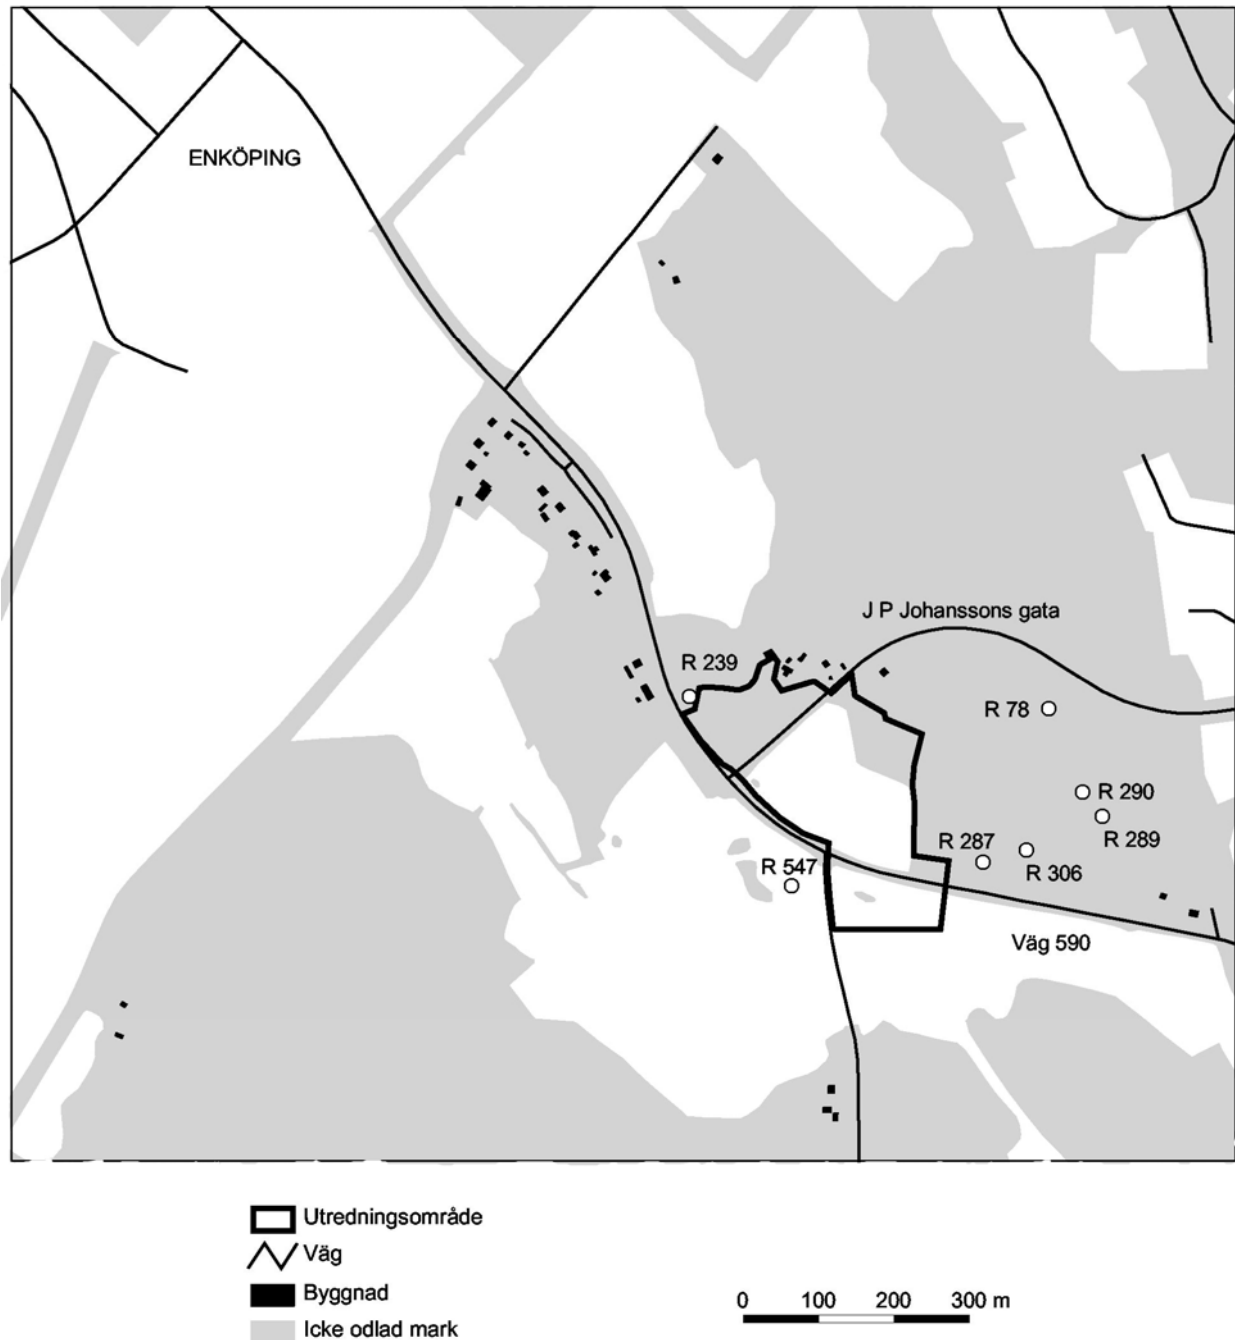 ENKÖPING
J P Johanssons gata
R 239
R 78
R 290
R 289
R 287
R 306
R 547
Väg 590
Utredningsområde
Väg
Byggnad
Icke odlad mark
0 100 200 300 m